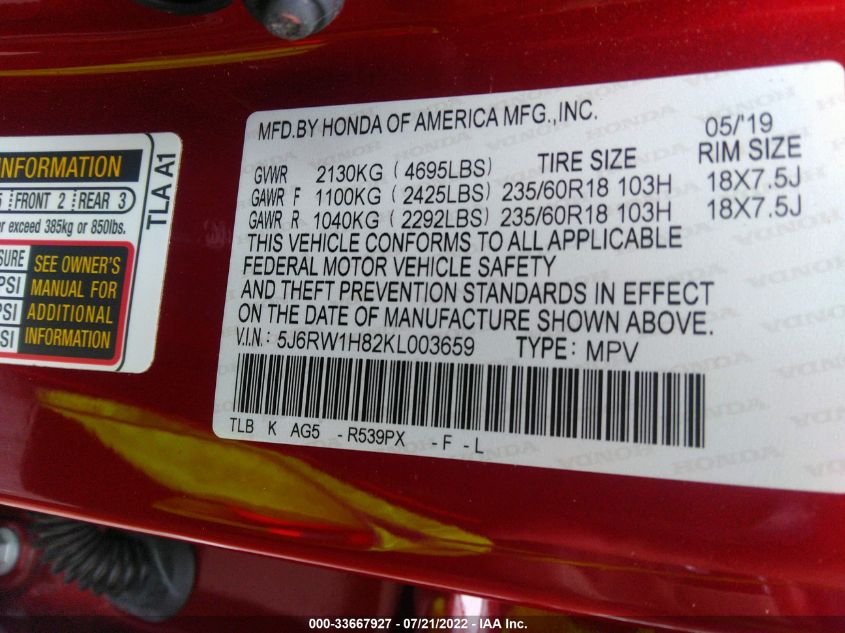 INFORMATION
FRONT 2 REAR 3
exceed 385kg or 850lbs.
SEE OWNER'S
PSI MANUAL FOR
PSI ADDITIONAL
PSI INFORMATION
TLA A1
MFD.BY HONDA OF AMERICA MFG.,INC. 05/'19
TIRE SIZE RIM SIZE
GVWR 2130KG (4695LBS)
GAWR F 1100KG (2425LBS) 235/60R18 103H 18X7.5J
GAWR R 1040KG (2292LBS) 235/60R18 103H 18X7.5J
THIS VEHICLE CONFORMS TO ALL APPLICABLE
FEDERAL MOTOR VEHICLE SAFETY
AND THEFT PREVENTION STANDARDS IN EFFECT
ON THE DATE OF MANUFACTURE SHOWN ABOVE.
V.I.N.: 5J6RW1H82KL003659 TYPE: MPV
TLB K AG5 -R539PX -F -L
000-33667927 - 07/21/2022 - IAA Inc.